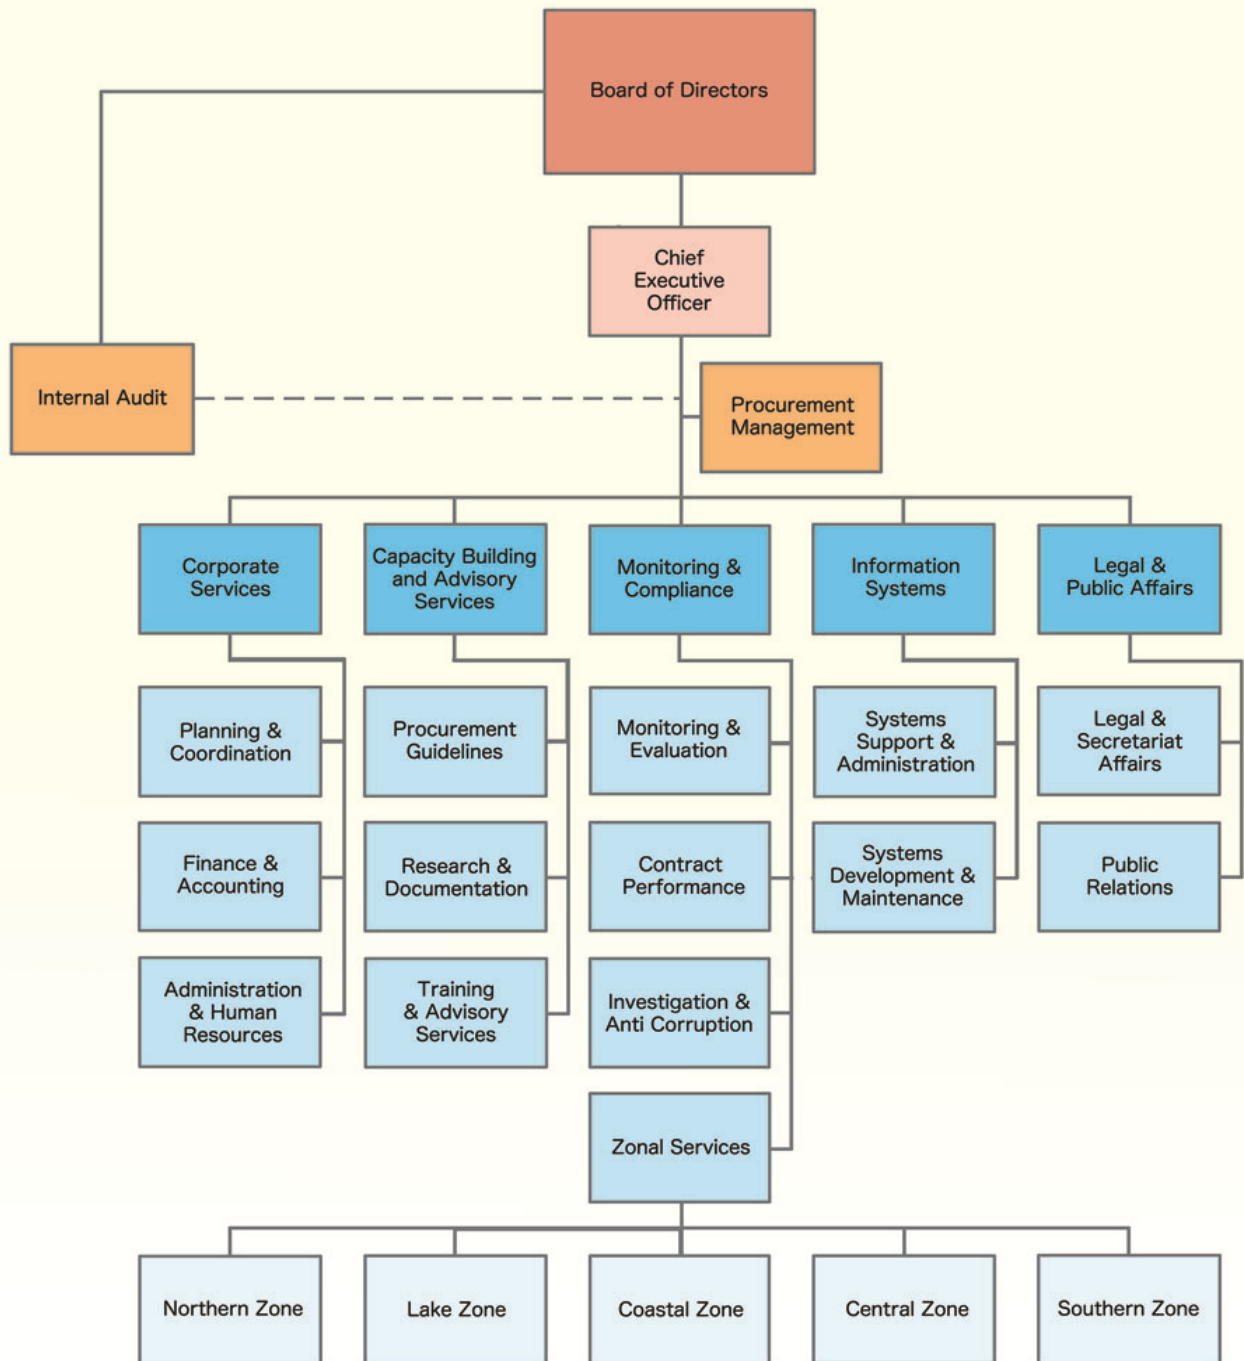 Board of Directors
Chief
Executive
Officer
Internal Audit
Procurement
Management
Corporate
Services
Capacity Building
and Advisory
Services
Monitoring &
Compliance
Information
Systems
Legal &
Public Affairs
Planning &
Coordination
Procurement
Guidelines
Monitoring &
Evaluation
Systems
Support &
Administration
Legal &
Secretariat
Affairs
Finance &
Accounting
Research &
Documentation
Contract
Performance
Systems
Development &
Maintenance
Public
Relations
Administration
& Human
Resources
Training
& Advisory
Services
Investigation &
Anti Corruption
Zonal Services
Northern Zone
Lake Zone
Coastal Zone
Central Zone
Southern Zone